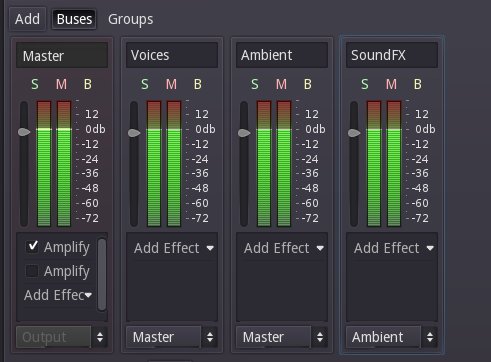 Add Buses Groups
Master Voices Ambient SoundFX
S M B S M B S M B S M B
12 12 12 12
0db 0db 0db 0db
-12 -12 -12 -12
-24 -24 -24 -24
-36 -36 -36 -36
-48 -48 -48 -48
-60 -60 -60 -60
-72 -72 -72 -72
Amplify Add Effect Add Effect Add Effect
Amplify
Add Effec
Output Master Master Ambient